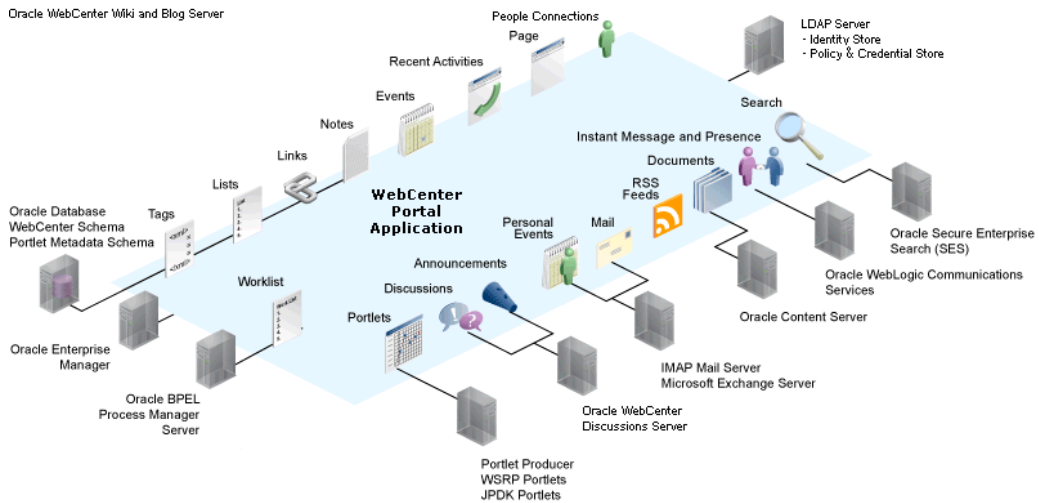 Oracle WebCenter Wiki and Blog Server
People Connections
Page
Recent Activities
Events
Notes
Links
Lists
Tags
LDAP Server
- Identity Store
- Policy & Credential Store
Search
Instant Message and Presence
Documents
RSS
Feeds
WebCenter
Portal
Application
Personal
Events
Mail
Announcements
Discussions
Portlets
Worklist
Oracle Database
WebCenter Schema
Portlet Metadata Schema
Oracle Enterprise
Manager
Oracle BPEL
Process Manager
Server
Oracle Secure Enterprise
Search (SES)
Oracle WebLogic Communications
Services
Oracle Content Server
IMAP Mail Server
Microsoft Exchange Server
Oracle WebCenter
Discussions Server
Portlet Producer
WSRP Portlets
JPDK Portlets